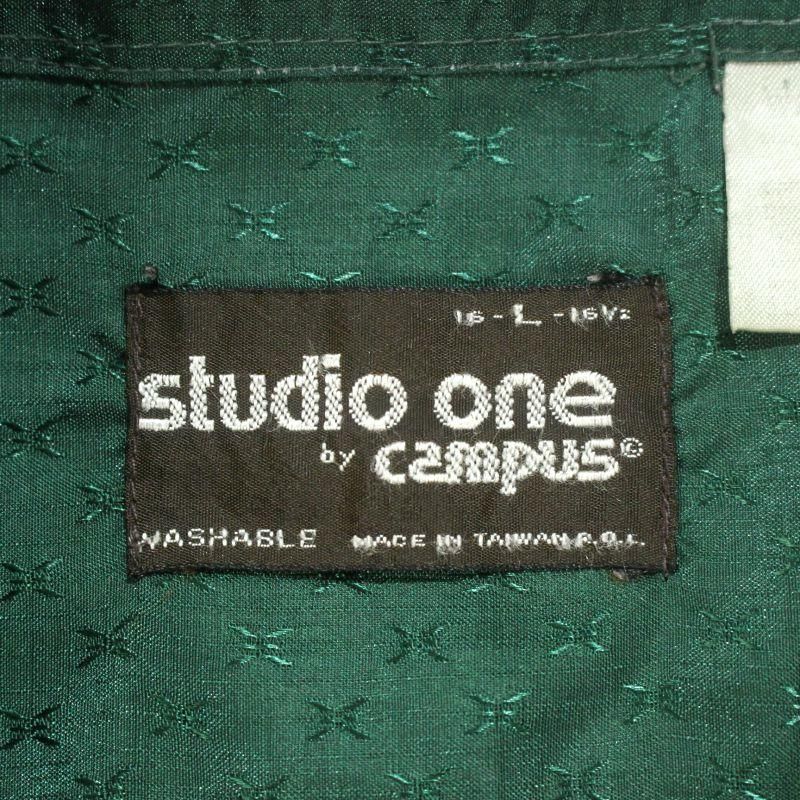 16-L-16½
studio one
by campus©
WASHABLE MADE IN TAIWAN R.O.C.